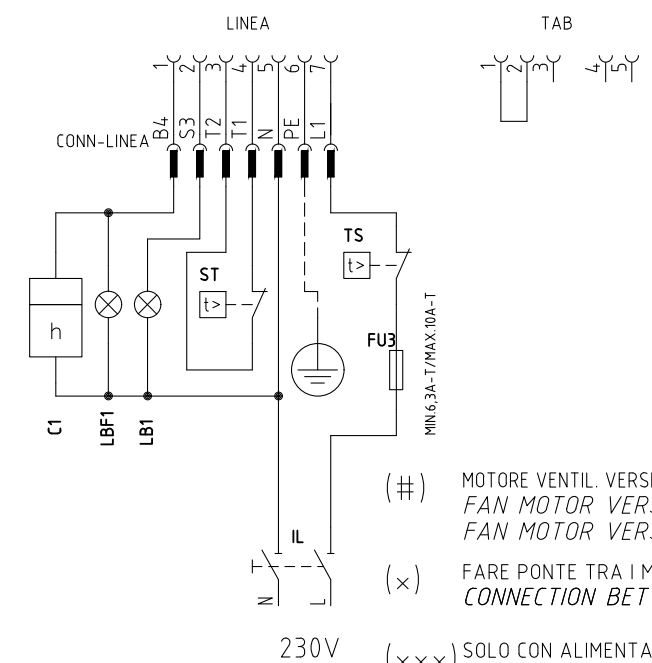 LINEA
TAB
1 2 3 4 5 6 7
1 2 3 4 5
B4 S3 T2 T1 N PE L1
CONN-LINEA
TS
t>
ST
t>
h
FU3
MIN.6,3A-T/MAX.10A-T
C1 LBF1 LB1
(#) MOTORE VENTIL. VERS
FAN MOTOR VER
FAN MOTOR VER
IL
(x) FARE PONTE TRA I M
CONNECTION BET
N L
230V
(xxx) SOLO CON ALIMENTA